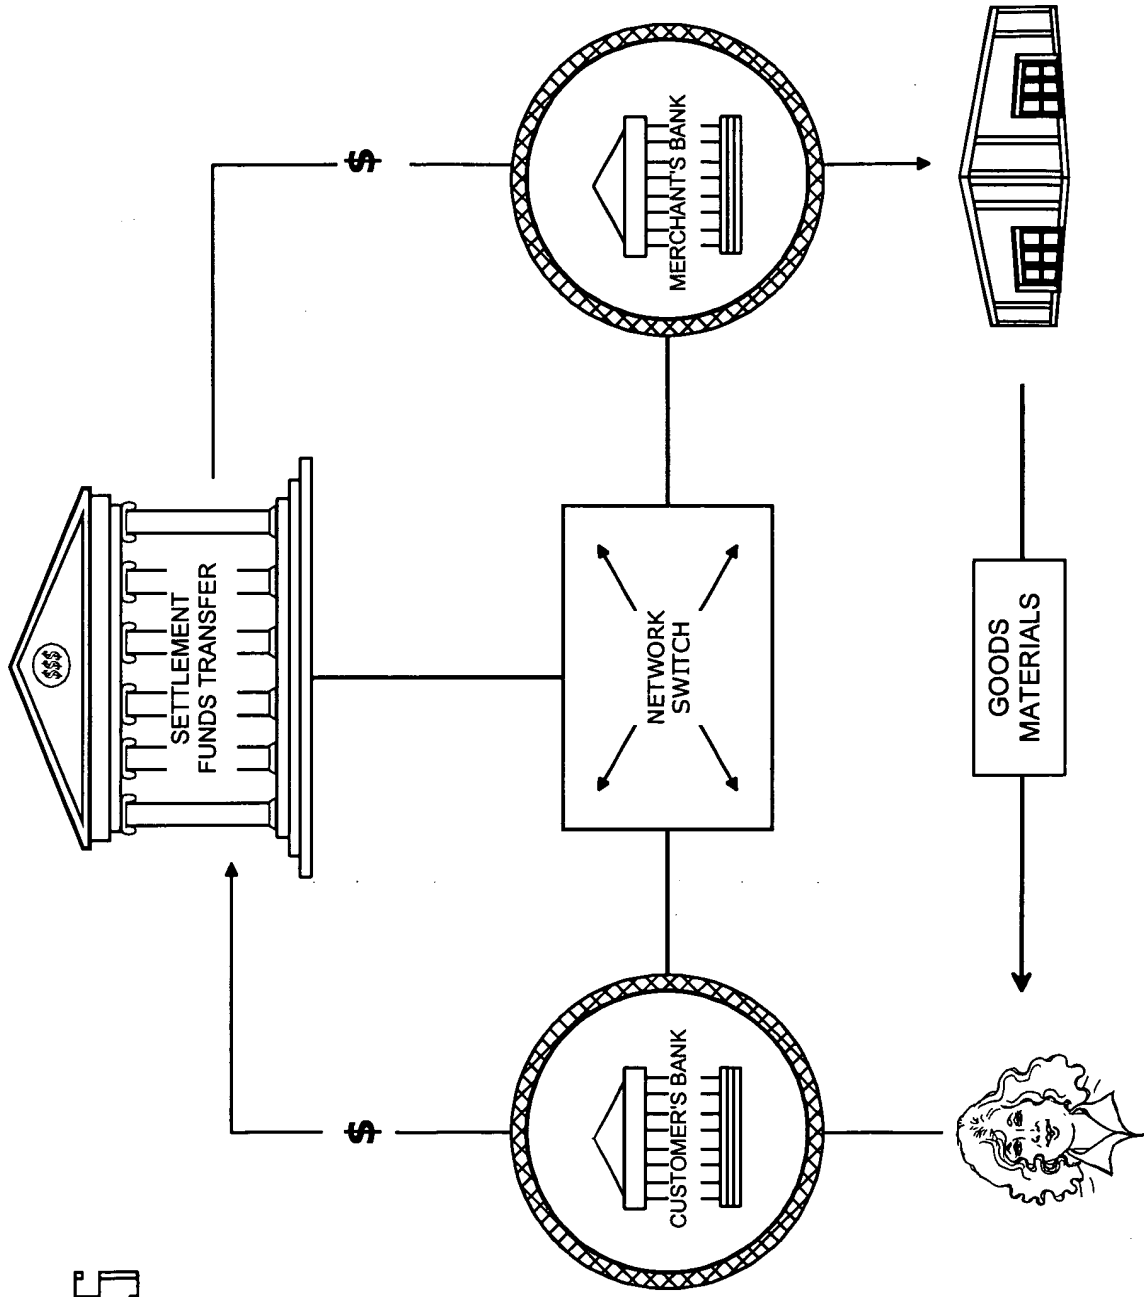 $$$
SETTLEMENT
FUNDS TRANSFER
$
$
CUSTOMER'S BANK
NETWORK
SWITCH
MERCHANT'S BANK
GOODS
MATERIALS